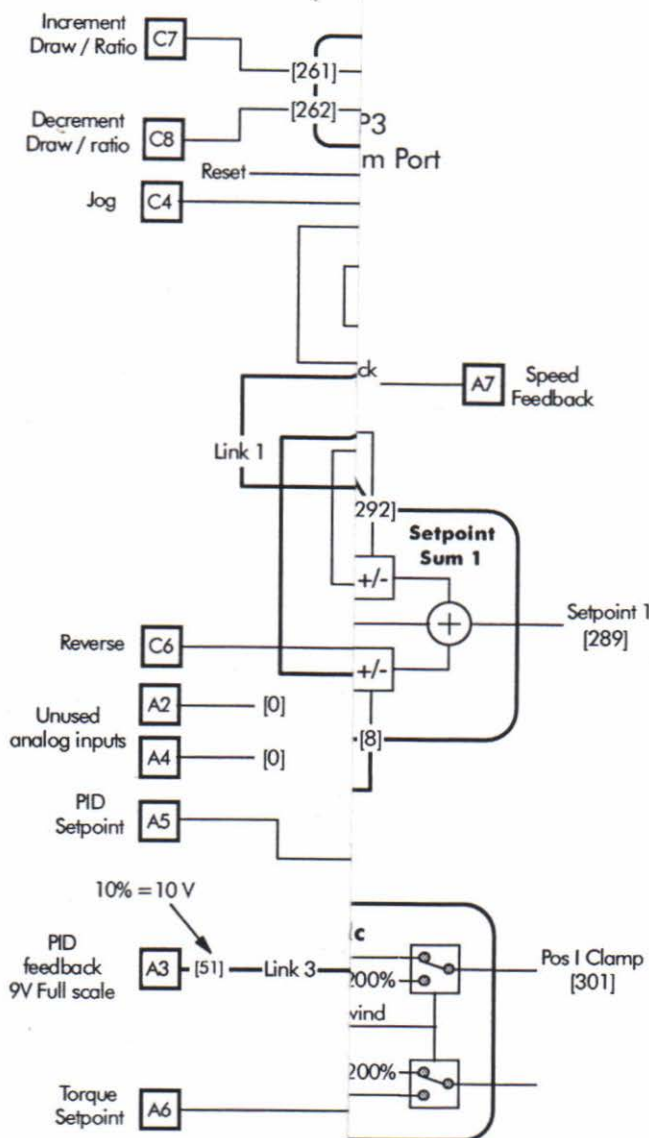 Increment
Draw / Ratio
C7
[261]
Decrement
Draw / ratio
C8
[262]
P3
m Port
Reset
Jog
C4
ck
A7
Speed
Feedback
Link 1
292]
Setpoint
Sum 1
+/-
+
Setpoint 1
[289]
Reverse
C6
+/-
Unused
analog inputs
A2
[0]
A4
[0]
[8]
PID
Setpoint
A5
10% = 10 V
PID
feedback
9V Full scale
A3
[51]
Link 3
lc
200%
Pos I Clamp
[301]
wind
200%
Torque
Setpoint
A6